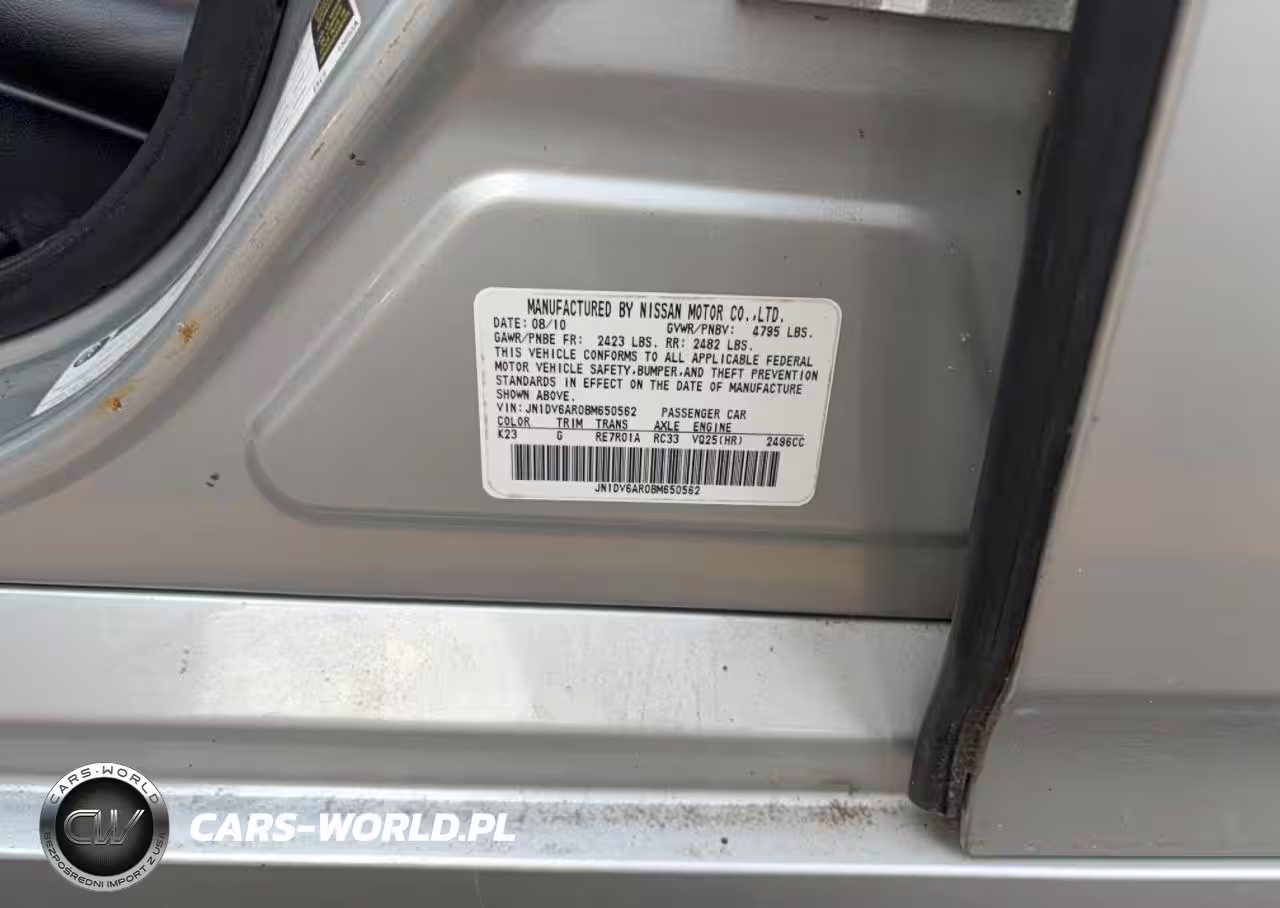 MANUFACTURED BY NISSAN MOTOR CO.,LTD.
DATE: 08/10 GVWR/PNBV: 4795 LBS.
GAWR/PNBE FR: 2423 LBS. RR: 2482 LBS.
THIS VEHICLE CONFORMS TO ALL APPLICABLE FEDERAL
MOTOR VEHICLE SAFETY,BUMPER,AND THEFT PREVENTION
STANDARDS IN EFFECT ON THE DATE OF MANUFACTURE
SHOWN ABOVE.
VIN: JN1DV6AR0BM650562 PASSENGER CAR
COLOR TRIM TRANS AXLE ENGINE
K23 G RE7R01A RC33 VQ25(HR) 2496CC
JN1DV6AR0BM650562
CARS-WORLD
CW
BEZPOŚREDNI IMPORT Z USA
CARS-WORLD.PL